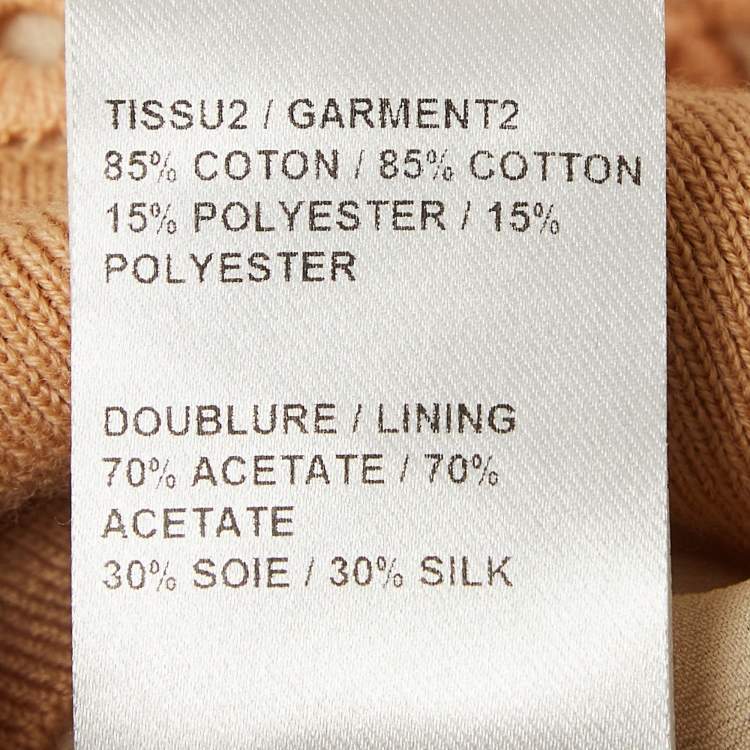 TISSU2 / GARMENT2
85% COTON / 85% COTTON
15% POLYESTER / 15%
POLYESTER
DOUBLURE / LINING
70% ACETATE / 70%
ACETATE
30% SOIE / 30% SILK